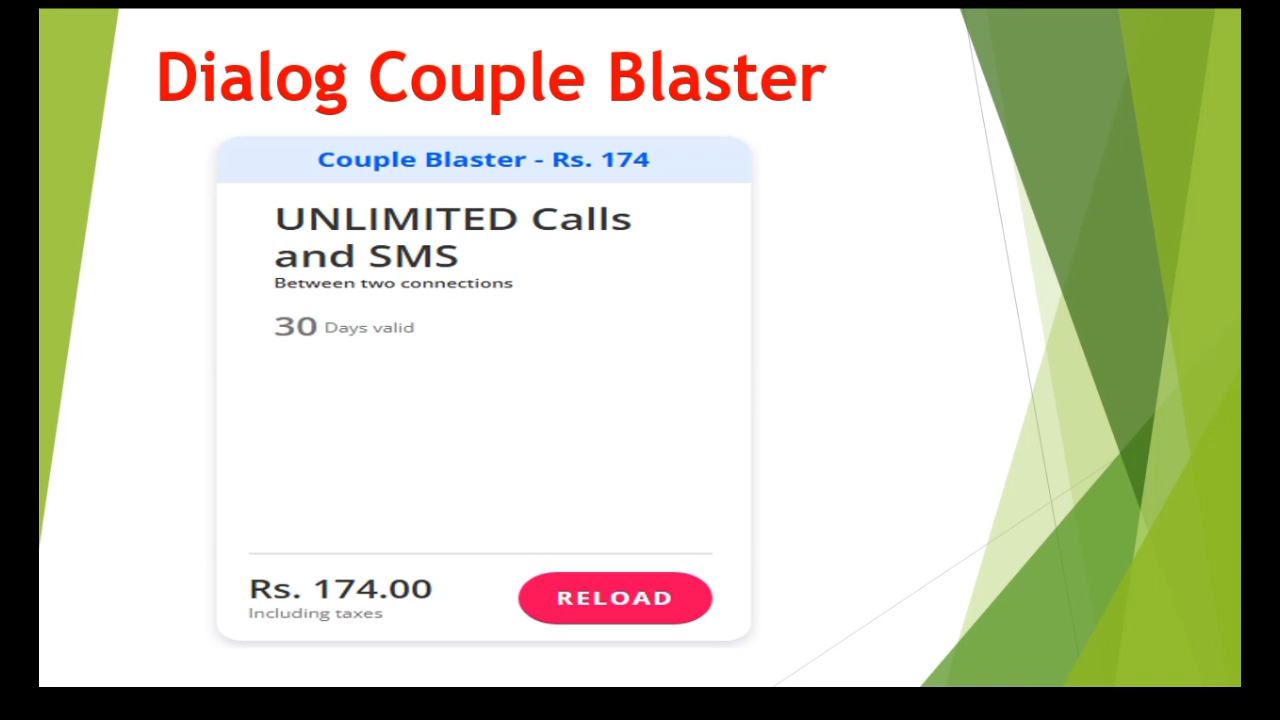 Dialog Couple Blaster
Couple Blaster - Rs. 174
UNLIMITED Calls
and SMS
Between two connections
30 Days valid
Rs. 174.00
RELOAD
Including taxes